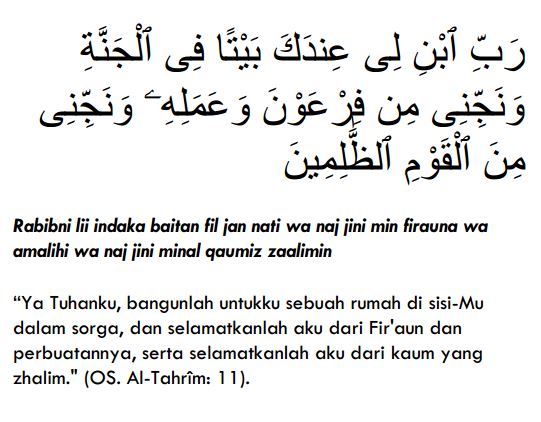 رَبِّ ٱبْنِ لِى عِندَكَ بَيْتًا فِى ٱلْجَنَّةِ
وَنَجِّنِى مِن فِرْعَوْنَ وَعَمَلِهِۦ وَنَجِّنِى
مِنَ ٱلْقَوْمِ ٱلظَّٰلِمِينَ
Rabibni lii indaka baitan fil jan nati wa naj jini min firauna wa
amalihi wa naj jini minal qaumiz zaalimin
“Ya Tuhanku, bangunlah untukku sebuah rumah di sisi-Mu
dalam sorga, dan selamatkanlah aku dari Fir'aun dan
perbuatannya, serta selamatkanlah aku dari kaum yang
zhalim." (OS. Al-Tahrîm: 11).